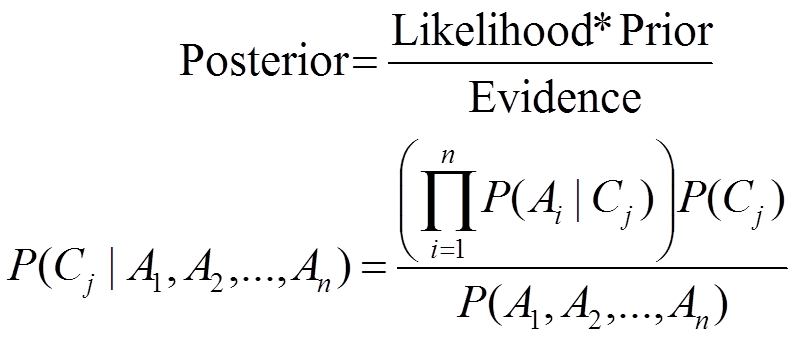 Posterior = Likelihood* Prior / Evidence
P(C_j | A_1, A_2, ..., A_n) = (∏_{i=1}^{n} P(A_i | C_j)) P(C_j) / P(A_1, A_2, ..., A_n)